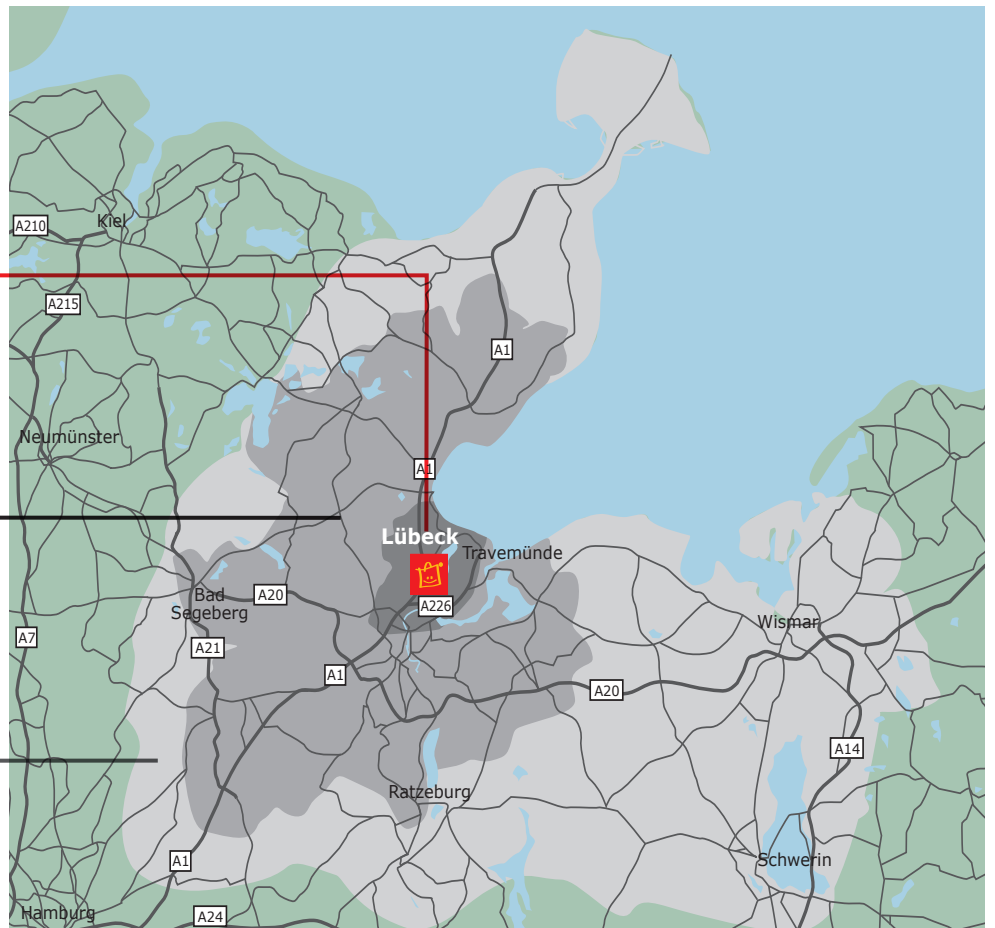 A210
Kiel
A215
A1
Neumünster
A1
Lübeck
Travemünde
Bad
Segeberg
A20
A226
Wismar
A7
A21
A1
A20
A14
Ratzeburg
A1
Schwerin
Hamburg
A24